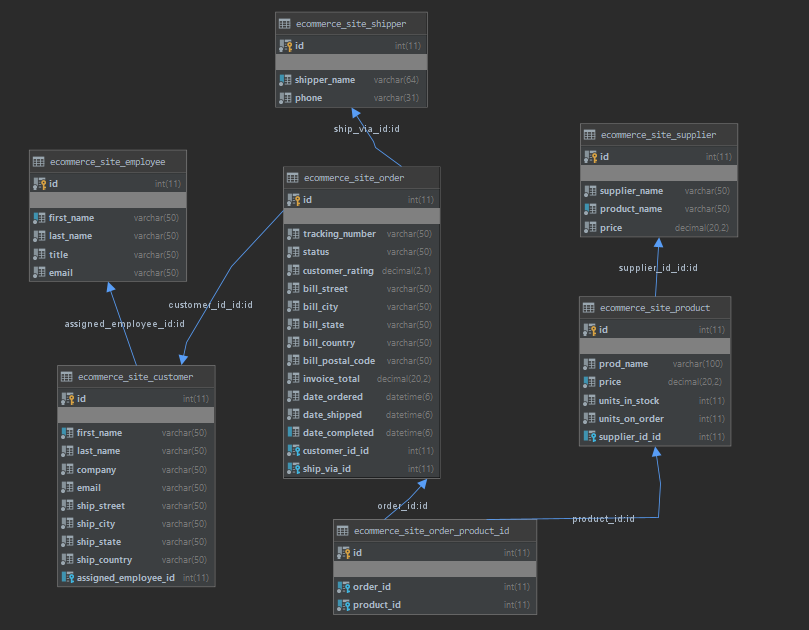 ecommerce_site_shipper
id int(11)
shipper_name varchar(64)
phone varchar(31)
ship_via_id:id
ecommerce_site_supplier
id int(11)
supplier_name varchar(50)
product_name varchar(50)
price decimal(20,2)
ecommerce_site_employee
id int(11)
first_name varchar(50)
last_name varchar(50)
title varchar(50)
email varchar(50)
ecommerce_site_order
id int(11)
tracking_number varchar(50)
status varchar(50)
customer_rating decimal(2,1)
bill_street varchar(50)
bill_city varchar(50)
bill_state varchar(50)
bill_country varchar(50)
bill_postal_code varchar(50)
invoice_total decimal(20,2)
date_ordered datetime(6)
date_shipped datetime(6)
date_completed datetime(6)
customer_id_id int(11)
ship_via_id int(11)
supplier_id_id:id
customer_id_id:id
assigned_employee_id:id
ecommerce_site_product
id int(11)
prod_name varchar(100)
price decimal(20,2)
units_in_stock int(11)
units_on_order int(11)
supplier_id_id int(11)
ecommerce_site_customer
id int(11)
first_name varchar(50)
last_name varchar(50)
company varchar(50)
email varchar(50)
ship_street varchar(50)
ship_city varchar(50)
ship_state varchar(50)
ship_country varchar(50)
assigned_employee_id int(11)
order_id:id
product_id:id
ecommerce_site_order_product_id
id int(11)
order_id int(11)
product_id int(11)